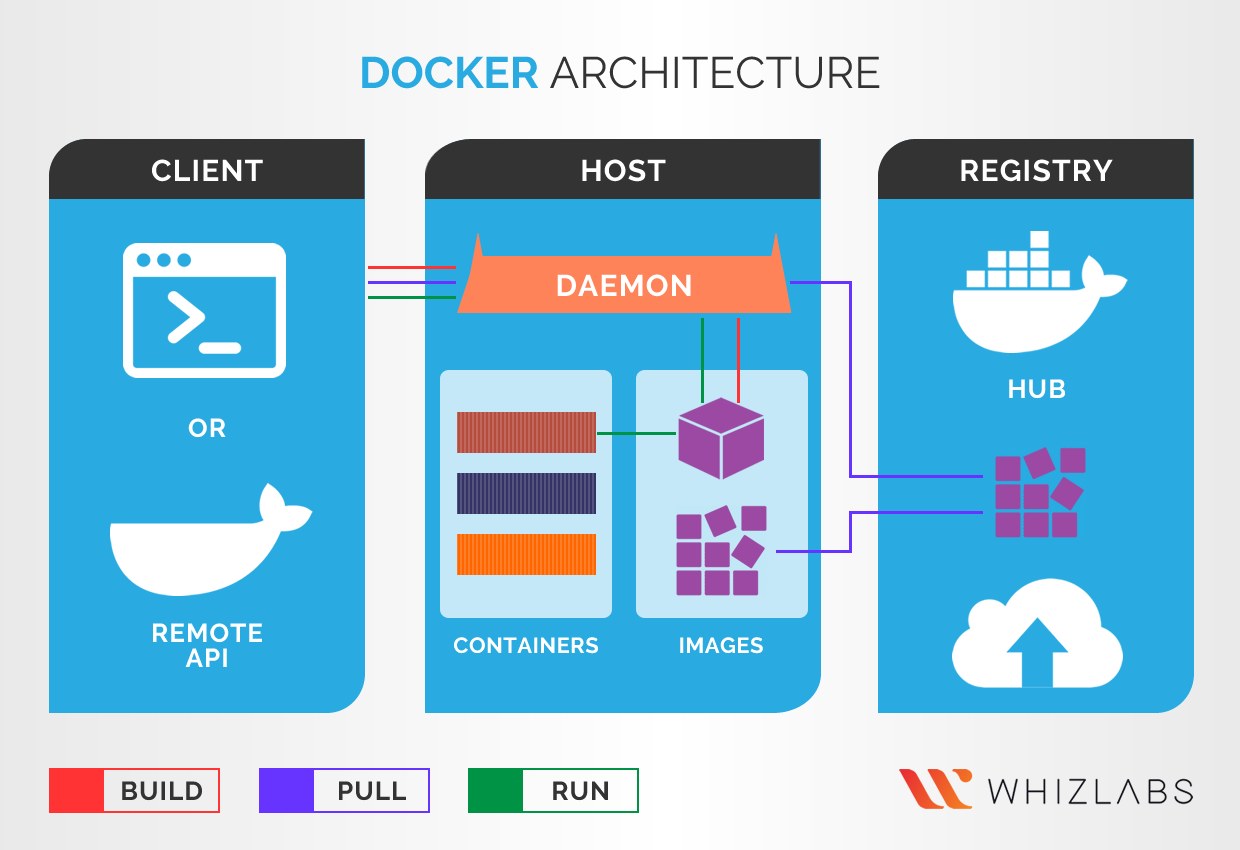 DOCKER ARCHITECTURE
CLIENT
OR
REMOTE
API
HOST
DAEMON
CONTAINERS
IMAGES
REGISTRY
HUB
BUILD
PULL
RUN
WHIZLABS